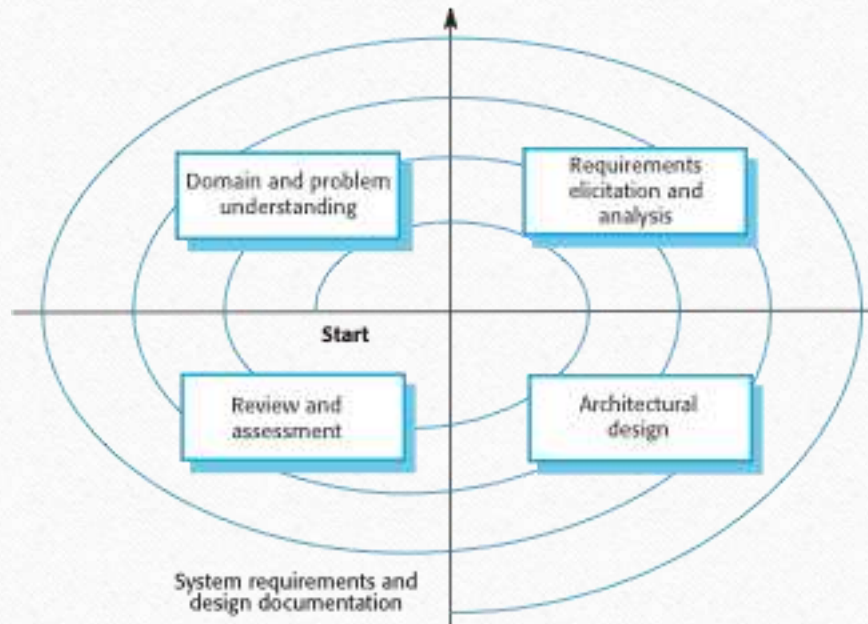 Domain and problem
understanding
Requirements
elicitation and
analysis
Start
Review and
assessment
Architectural
design
System requirements and
design documentation